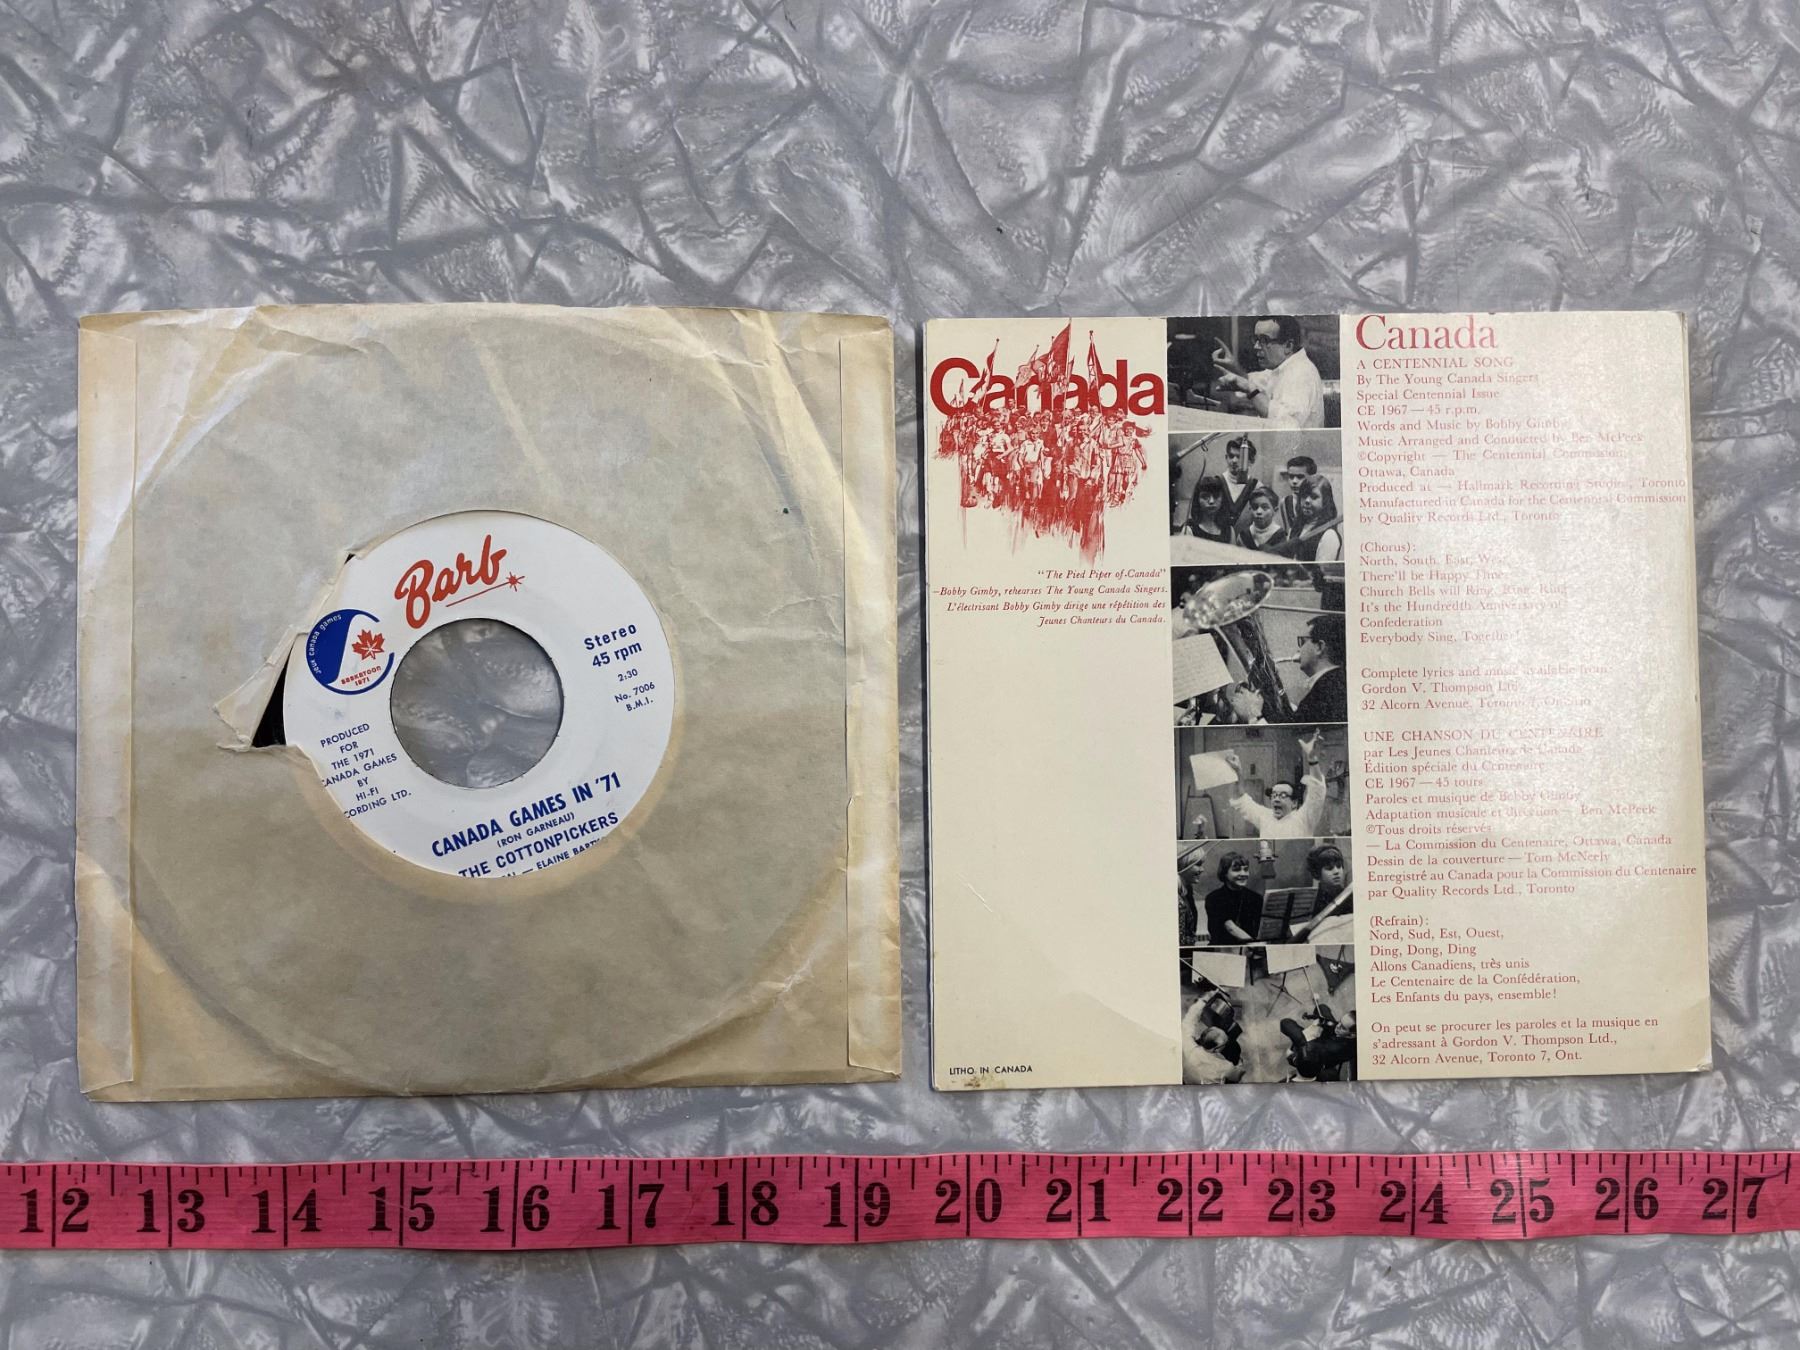 Barb
jeux canada games
SASKATOON
1971
Stereo
45 rpm
2:30
No. 7006
B.M.I.
PRODUCED
FOR
THE 1971
CANADA GAMES
BY
HI-FI
CORDING LTD.
CANADA GAMES IN '71
(RON GARNEAU)
THE COTTONPICKERS
— ELAINE
Canada
"The Pied Piper of Canada"
—Bobby Gimby, rehearses The Young Canada Singers.
L'électrisant Bobby Gimby dirige une répétition des
Jeunes Chanteurs du Canada.
LITHO IN CANADA
Canada
A CENTENNIAL SONG
By The Young Canada Singers
Special Centennial Issue
CE 1967 — 45 r.p.m.
Words and Music by Bobby Gimby
Music Arranged and Conducted by Ben McPeek
©Copyright — The Centennial Commission,
Ottawa, Canada
Produced at — Hallmark Recording Studios, Toronto
Manufactured in Canada for the Centennial Commission
by Quality Records Ltd., Toronto
(Chorus):
North, South, East, West,
There'll be Happy Times,
Church Bells will Ring, Ring, Ring
It's the Hundredth Anniversary of
Confederation
Everybody Sing, Together
Complete lyrics and music available from:
Gordon V. Thompson Ltd.
32 Alcorn Avenue, Toronto 7, Ontario
UNE CHANSON DU CENTENAIRE
par Les Jeunes Chanteurs de Canada
Édition spéciale du Centenaire
CE 1967 — 45 tours
Paroles et musique de Bobby Gimby
Adaptation musicale et direction — Ben McPeek
©Tous droits réservés
— La Commission du Centenaire, Ottawa, Canada
Dessin de la couverture — Tom McNeely
Enregistré au Canada pour la Commission du Centenaire
par Quality Records Ltd., Toronto
(Refrain):
Nord, Sud, Est, Ouest,
Ding, Dong, Ding
Allons Canadiens, très unis
Le Centenaire de la Confédération,
Les Enfants du pays, ensemble!
On peut se procurer les paroles et la musique en
s'adressant à Gordon V. Thompson Ltd.,
32 Alcorn Avenue, Toronto 7, Ont.
12 13 14 15 16 17 18 19 20 21 22 23 24 25 26 27